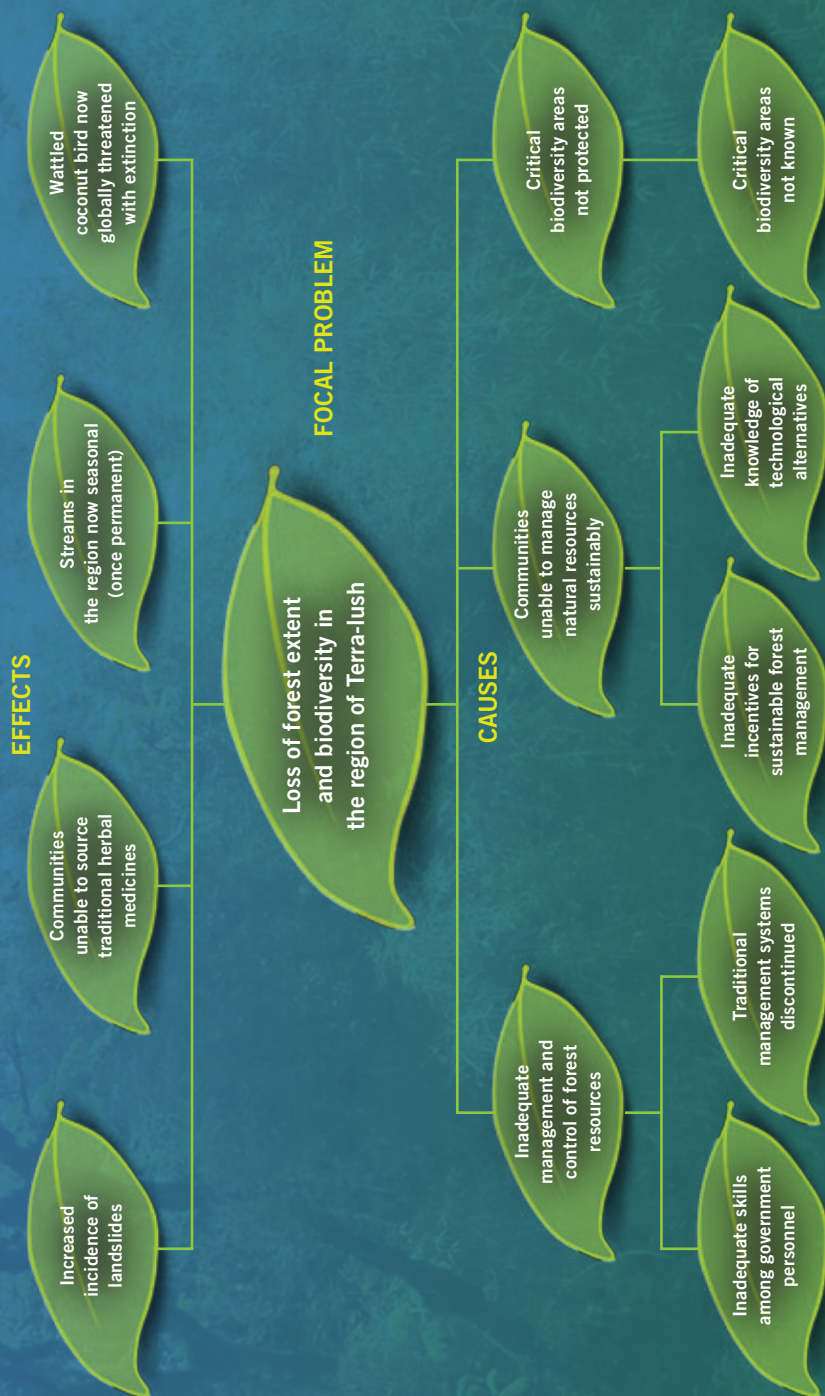 EFFECTS
Increased
incidence of
landslides
Communities
unable to source
traditional herbal
medicines
Streams in
the region now seasonal
(once permanent)
Wattled
coconut bird now
globally threatened
with extinction
FOCAL PROBLEM
Loss of forest extent
and biodiversity in
the region of Terra-lush
CAUSES
Inadequate
management and
control of forest
resources
Communities
unable to manage
natural resources
sustainably
Critical
biodiversity areas
not protected
Inadequate skills
among government
personnel
Traditional
management systems
discontinued
Inadequate
incentives for
sustainable forest
management
Inadequate
knowledge of
technological
alternatives
Critical
biodiversity areas
not known